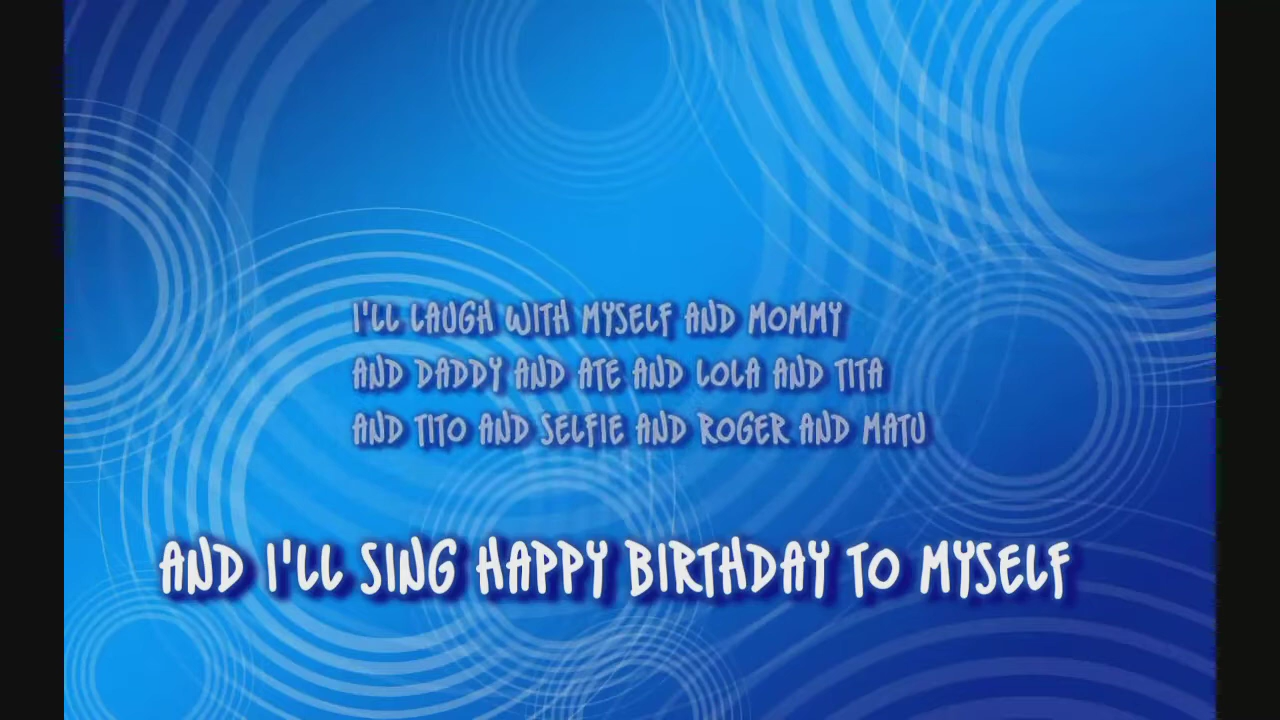 I'LL LAUGH WITH MYSELF AND MOMMY
AND DADDY AND ATE AND LOLA AND TITA
AND TITO AND SELFIE AND ROGER AND MATU
AND I'LL SING HAPPY BIRTHDAY TO MYSELF